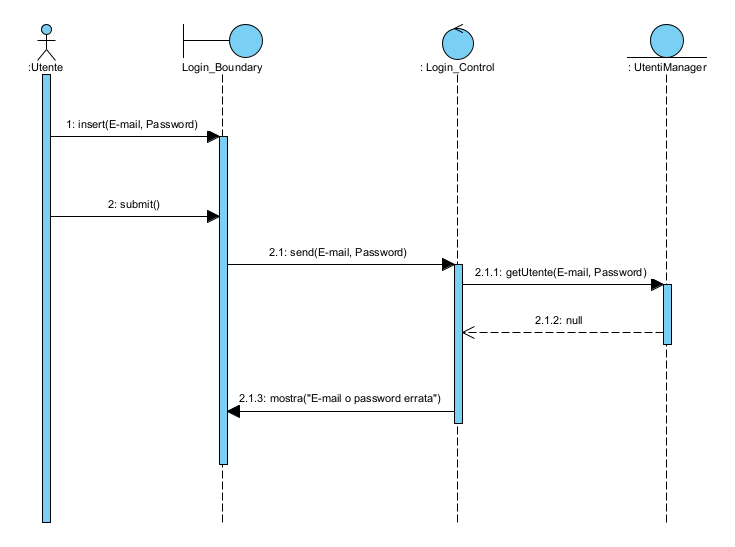 :Utente
Login_Boundary
: Login_Control
: UtentiManager
1: insert(E-mail, Password)
2: submit()
2.1: send(E-mail, Password)
2.1.1: getUtente(E-mail, Password)
2.1.2: null
2.1.3: mostra("E-mail o password errata")